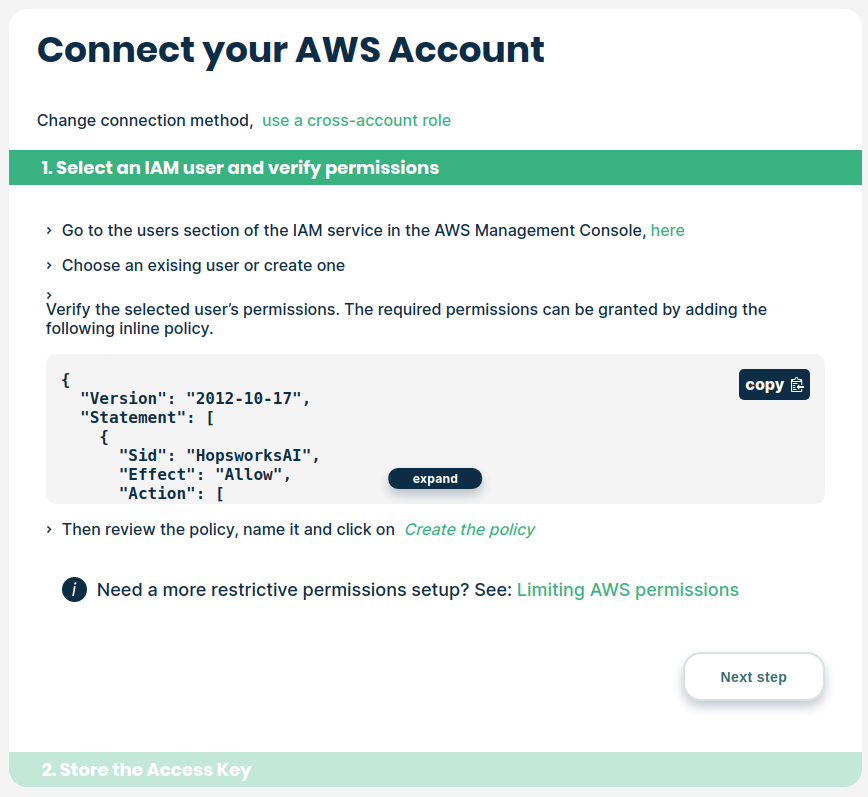 Connect your AWS Account
Change connection method, use a cross-account role
1. Select an IAM user and verify permissions
› Go to the users section of the IAM service in the AWS Management Console, here
› Choose an exising user or create one
›
Verify the selected user’s permissions. The required permissions can be granted by adding the
following inline policy.
{
copy
"Version": "2012-10-17",
"Statement": [
{
"Sid": "HopsworksAI",
"Effect": "Allow",
expand
"Action": [
› Then review the policy, name it and click on Create the policy
i Need a more restrictive permissions setup? See: Limiting AWS permissions
Next step
2. Store the Access Key